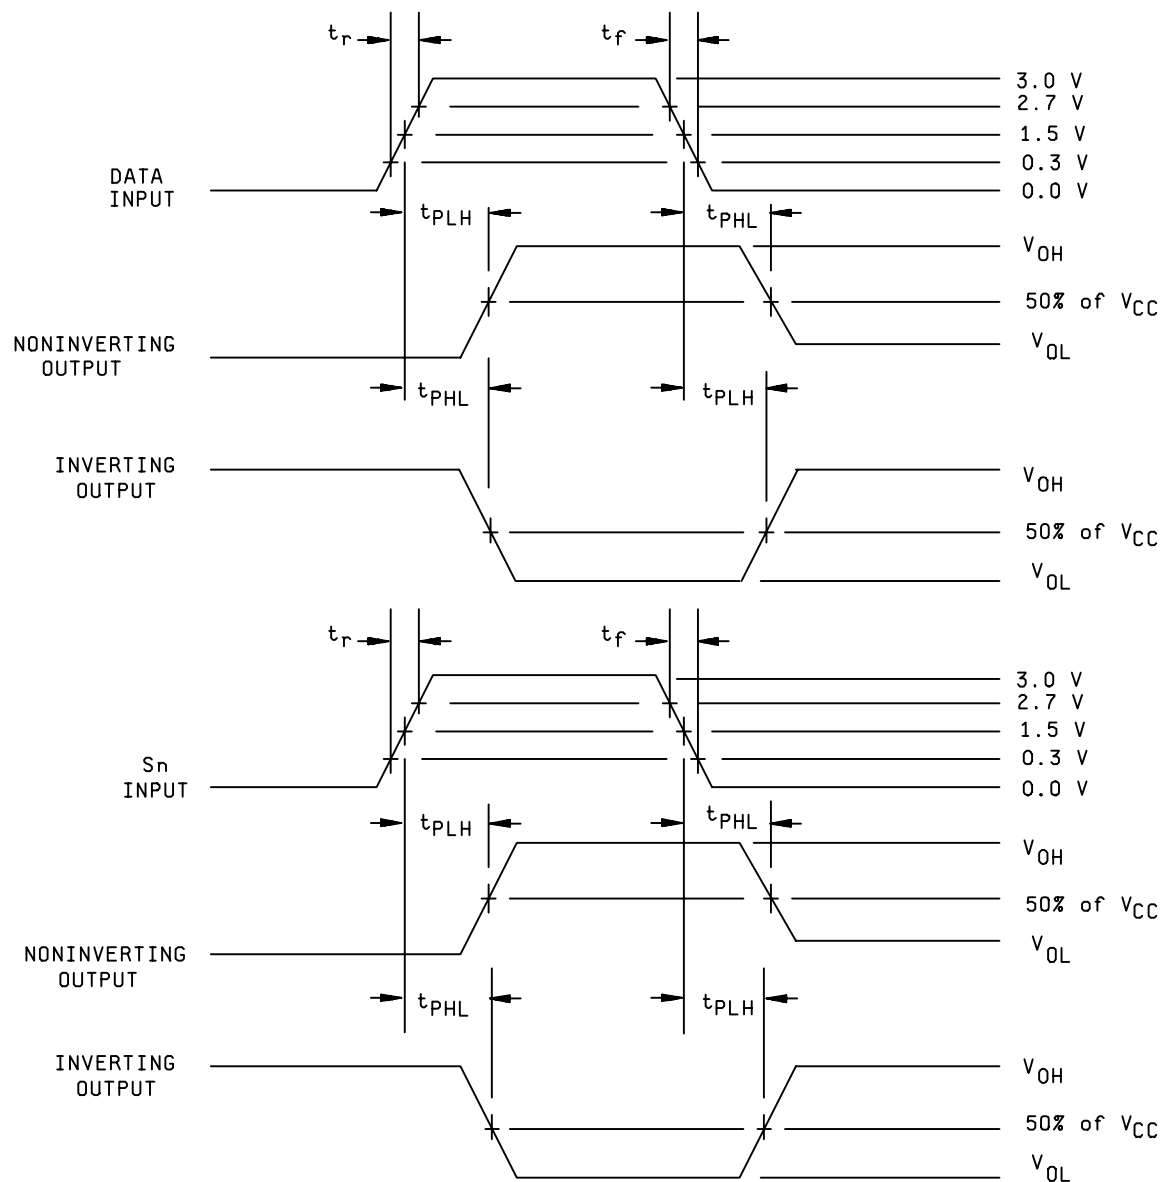 tr
tf
3.0 V
2.7 V
1.5 V
0.3 V
0.0 V
DATA
INPUT
tPLH
tPHL
VOH
50% of VCC
VOL
NONINVERTING
OUTPUT
tPHL
tPLH
INVERTING
OUTPUT
VOH
50% of VCC
VOL
tr
tf
3.0 V
2.7 V
1.5 V
0.3 V
0.0 V
Sn
INPUT
tPLH
tPHL
VOH
50% of VCC
VOL
NONINVERTING
OUTPUT
tPHL
tPLH
INVERTING
OUTPUT
VOH
50% of VCC
VOL